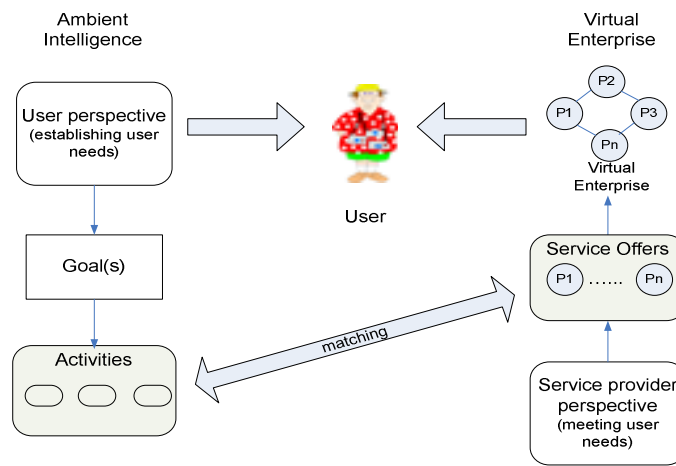 Ambient
Intelligence
Virtual
Enterprise
User perspective
(establishing user
needs)
P2
P1
P3
Pn
Virtual
Enterprise
User
Goal(s)
Service Offers
P1 ...... Pn
matching
Activities
Service provider
perspective
(meeting user
needs)